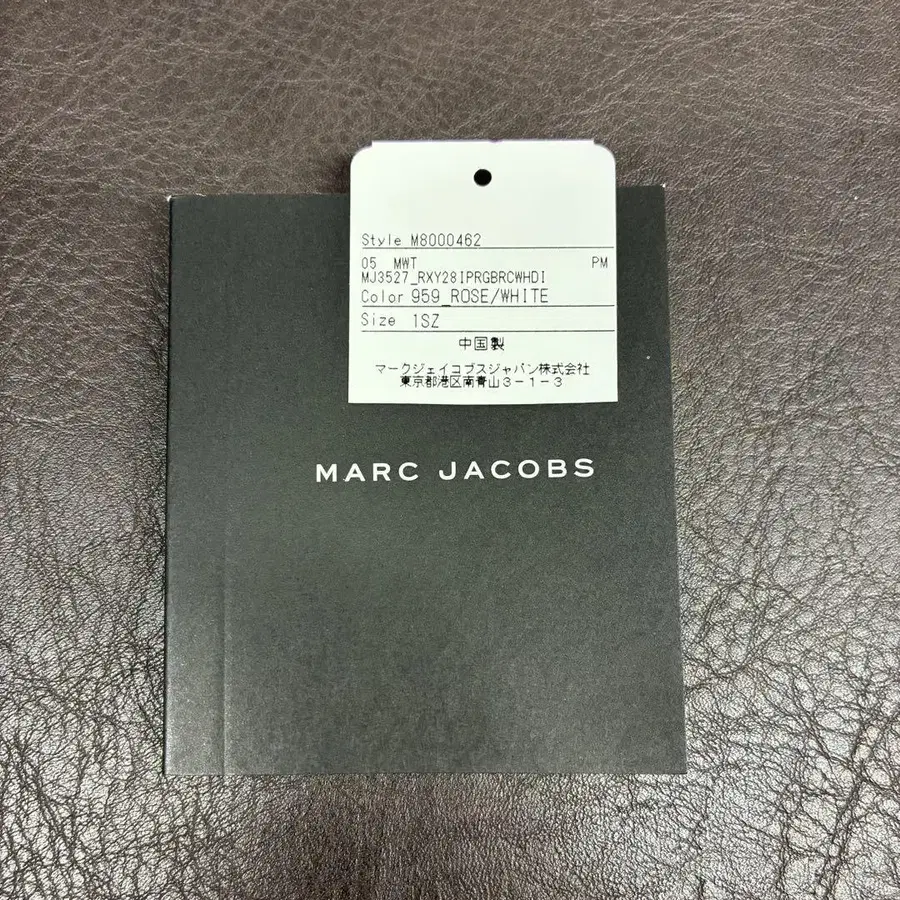 Style M8000462
05 MWT PM
MJ3527_RXY28IPRGBRCWHDI
Color 959_ROSE/WHITE
Size 1SZ
中国製
マークジェイコブスジャパン株式会社
東京都港区南青山3-1-3
MARC JACOBS